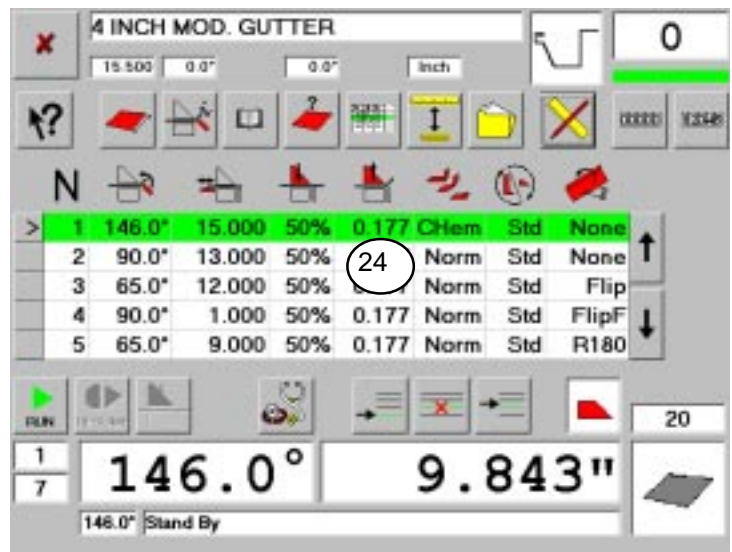 4 INCH MOD. GUTTER
0
15.500 0.0° 0.0° Inch
?
?
N
> 1 146.0° 15.000 50% 0.177 CHem Std None
2 90.0° 13.000 50% Norm Std None
24
3 65.0° 12.000 50% Norm Std Flip
4 90.0° 1.000 50% 0.177 Norm Std FlipF
5 65.0° 9.000 50% 0.177 Norm Std R180
RUN
20
1
7
146.0° 9.843"
146.0° Stand By